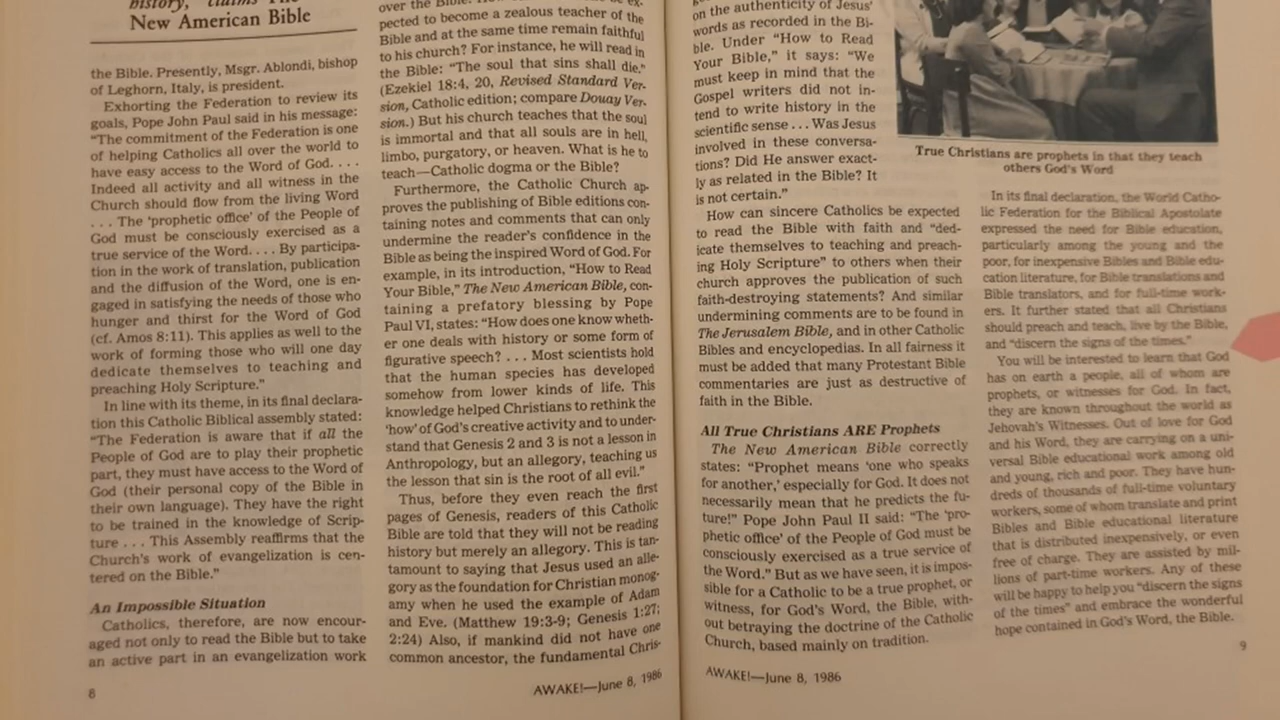 history," claims The
New American Bible
the Bible. Presently, Msgr. Ablondi, bishop
of Leghorn, Italy, is president.
Exhorting the Federation to review its
goals, Pope John Paul said in his message:
"The commitment of the Federation is one
of helping Catholics all over the world to
have easy access to the Word of God. . . .
Indeed all activity and all witness in the
Church should flow from the living Word
. . . The 'prophetic office' of the People of
God must be consciously exercised as a
true service of the Word. . . . By participa-
tion in the work of translation, publication
and the diffusion of the Word, one is en-
gaged in satisfying the needs of those who
hunger and thirst for the Word of God
(cf. Amos 8:11). This applies as well to the
work of forming those who will one day
dedicate themselves to teaching and
preaching Holy Scripture."
In line with its theme, in its final declara-
tion this Catholic Biblical assembly stated:
"The Federation is aware that if all the
People of God are to play their prophetic
part, they must have access to the Word of
God (their personal copy of the Bible in
their own language). They have the right
to be trained in the knowledge of Scrip-
ture . . . This Assembly reaffirms that the
Church's work of evangelization is cen-
tered on the Bible."
An Impossible Situation
Catholics, therefore, are now encour-
aged not only to read the Bible but to take
an active part in an evangelization work
8
over the Bible.
pected to become a zealous teacher of the
Bible and at the same time remain faithful
to his church? For instance, he will read in
the Bible: "The soul that sins shall die."
(Ezekiel 18:4, 20, Revised Standard Ver-
sion, Catholic edition; compare Douay Ver-
sion.) But his church teaches that the soul
is immortal and that all souls are in hell,
limbo, purgatory, or heaven. What is he to
teach—Catholic dogma or the Bible?
Furthermore, the Catholic Church ap-
proves the publishing of Bible editions con-
taining notes and comments that can only
undermine the reader's confidence in the
Bible as being the inspired Word of God. For
example, in its introduction, "How to Read
Your Bible," The New American Bible, con-
taining a prefatory blessing by Pope
Paul VI, states: "How does one know wheth-
er one deals with history or some form of
figurative speech? . . . Most scientists hold
that the human species has developed
somehow from lower kinds of life. This
knowledge helped Christians to rethink the
'how' of God's creative activity and to under-
stand that Genesis 2 and 3 is not a lesson in
Anthropology, but an allegory, teaching us
the lesson that sin is the root of all evil."
Thus, before they even reach the first
pages of Genesis, readers of this Catholic
Bible are told that they will not be reading
history but merely an allegory. This is tan-
tamount to saying that Jesus used an alle-
gory as the foundation for Christian monog-
amy when he used the example of Adam
and Eve. (Matthew 19:3-9; Genesis 1:27;
2:24) Also, if mankind did not have one
common ancestor, the fundamental Chris-
AWAKE!—June 8, 1986
on the authenticity of Jesus'
words as recorded in the Bi-
ble. Under "How to Read
Your Bible," it says: "We
must keep in mind that the
Gospel writers did not in-
tend to write history in the
scientific sense . . . Was Jesus
involved in these conversa-
tions? Did He answer exact-
ly as related in the Bible? It
is not certain."
How can sincere Catholics be expected
to read the Bible with faith and "ded-
icate themselves to teaching and preach-
ing Holy Scripture" to others when their
church approves the publication of such
faith-destroying statements? And similar
undermining comments are to be found in
The Jerusalem Bible, and in other Catholic
Bibles and encyclopedias. In all fairness it
must be added that many Protestant Bible
commentaries are just as destructive of
faith in the Bible.
All True Christians ARE Prophets
The New American Bible correctly
states: "Prophet means 'one who speaks
for another,' especially for God. It does not
necessarily mean that he predicts the fu-
ture!" Pope John Paul II said: "The 'pro-
phetic office' of the People of God must be
consciously exercised as a true service of
the Word." But as we have seen, it is impos-
sible for a Catholic to be a true prophet, or
witness, for God's Word, the Bible, with-
out betraying the doctrine of the Catholic
Church, based mainly on tradition.
AWAKE!—June 8, 1986
True Christians are prophets in that they teach
others God's Word
In its final declaration, the World Catho-
lic Federation for the Biblical Apostolate
expressed the need for Bible education,
particularly among the young and the
poor, for inexpensive Bibles and Bible edu-
cation literature, for Bible translations and
Bible translators, and for full-time work-
ers. It further stated that all Christians
should preach and teach, live by the Bible,
and "discern the signs of the times."
You will be interested to learn that God
has on earth a people, all of whom are
prophets, or witnesses for God. In fact,
they are known throughout the world as
Jehovah's Witnesses. Out of love for God
and his Word, they are carrying on a uni-
versal Bible educational work among old
and young, rich and poor. They have hun-
dreds of thousands of full-time voluntary
workers, some of whom translate and print
Bibles and Bible educational literature
that is distributed inexpensively, or even
free of charge. They are assisted by mil-
lions of part-time workers. Any of these
will be happy to help you "discern the signs
of the times" and embrace the wonderful
hope contained in God's Word, the Bible.
9